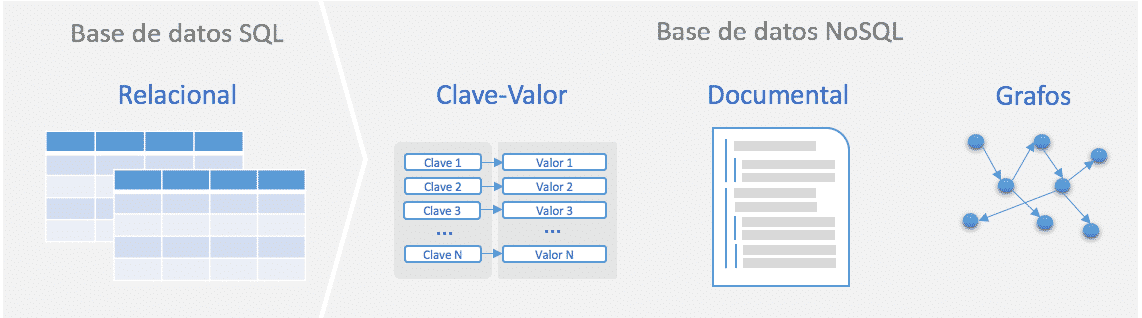 Base de datos SQL
Base de datos NoSQL
Relacional
Clave-Valor
Documental
Grafos
Clave 1
Valor 1
Clave 2
Valor 2
Clave 3
Valor 3
...
...
Clave N
Valor N